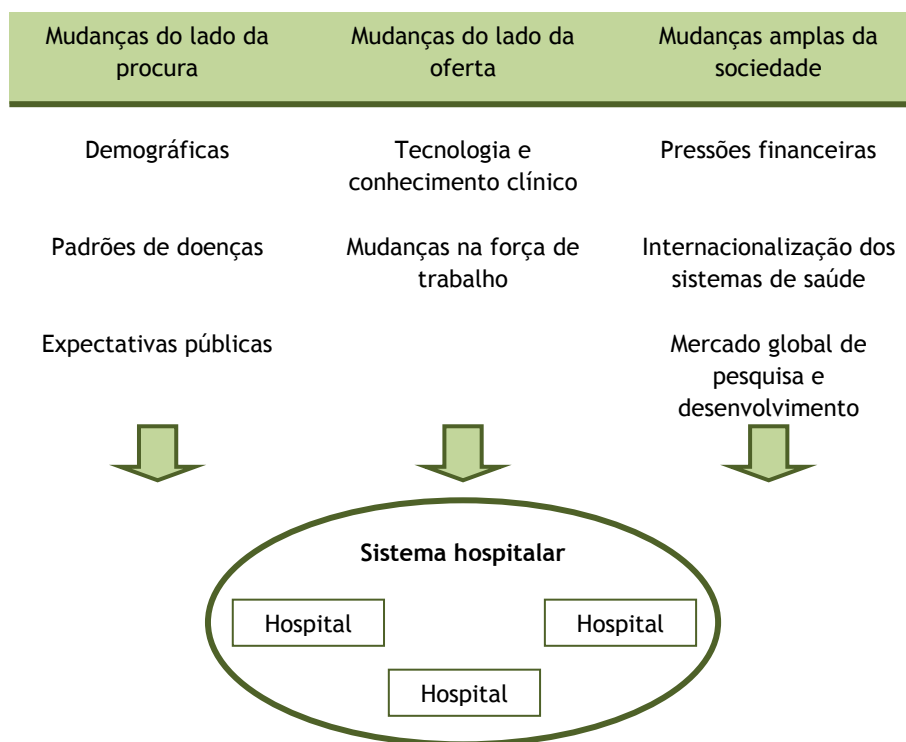 Mudanças do lado da
procura
Mudanças do lado da
oferta
Mudanças amplas da
sociedade
Demográficas
Tecnologia e
conhecimento clínico
Pressões financeiras
Padrões de doenças
Mudanças na força de
trabalho
Internacionalização dos
sistemas de saúde
Expectativas públicas
Mercado global de
pesquisa e
desenvolvimento
Sistema hospitalar
Hospital
Hospital
Hospital